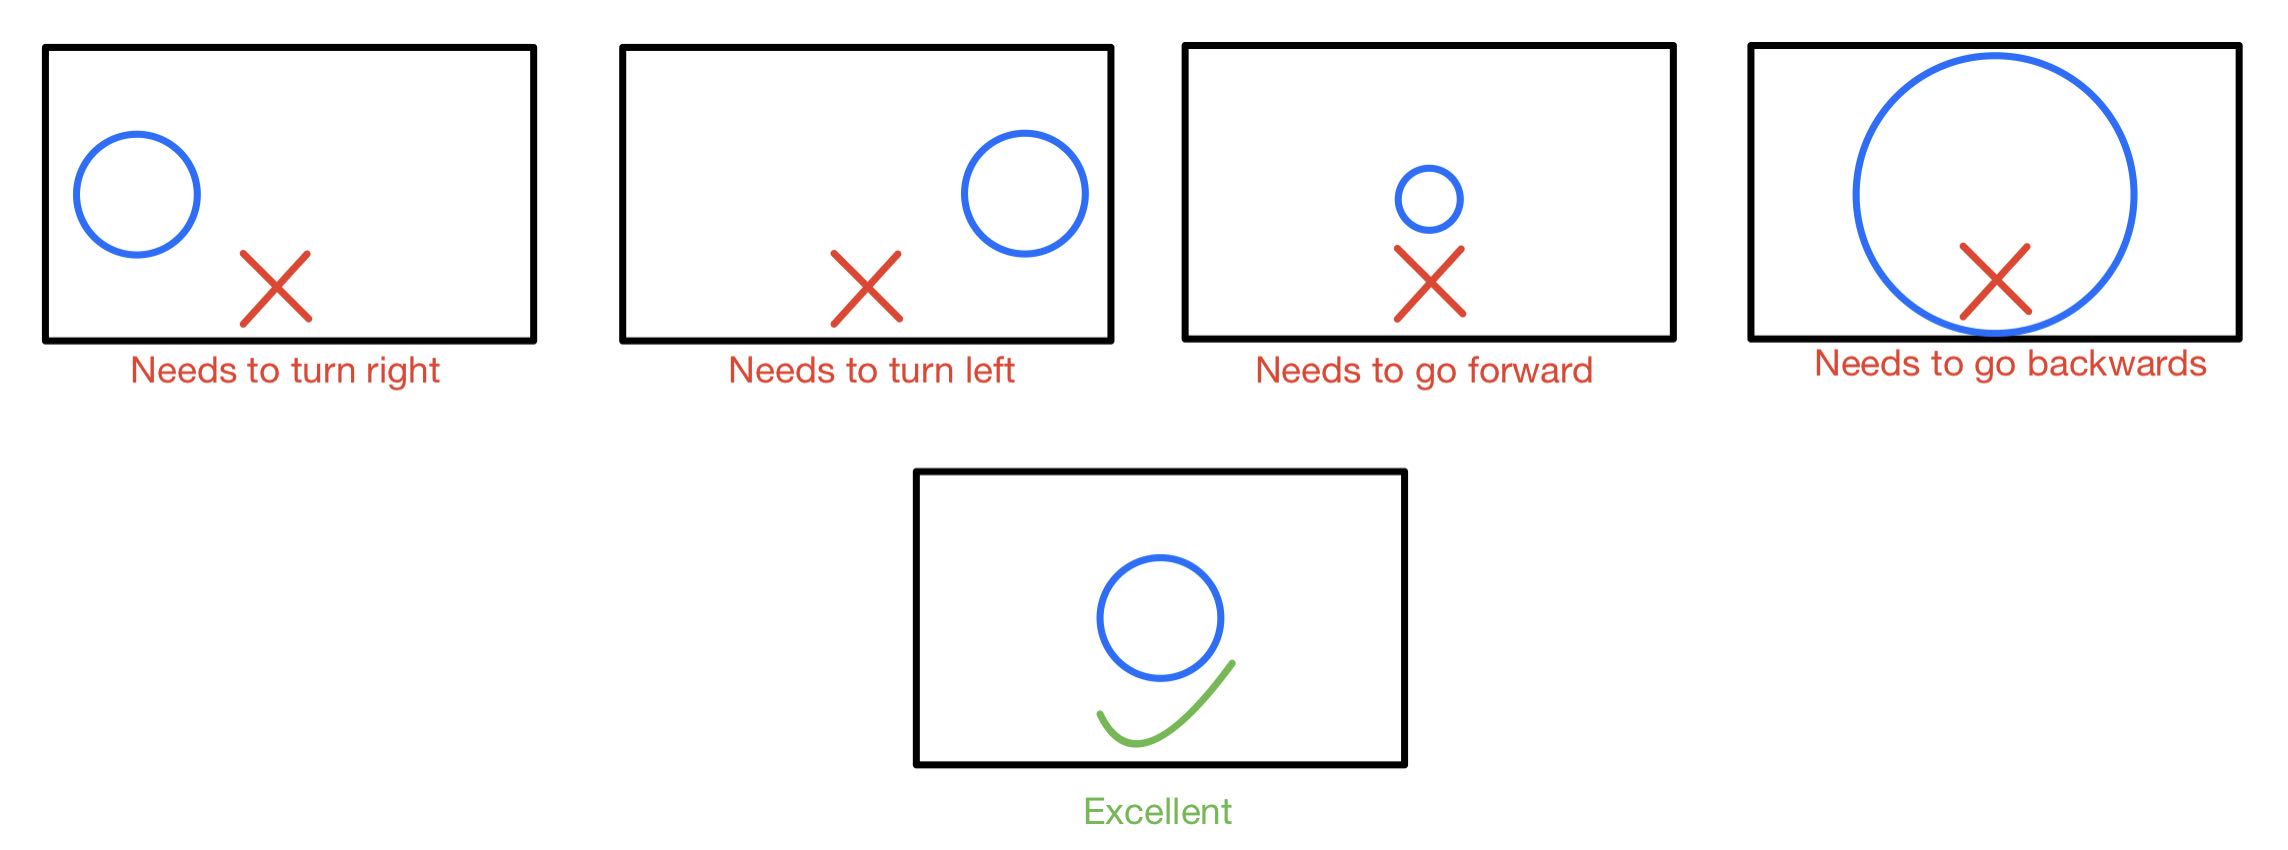 Needs to turn right
Needs to turn left
Needs to go forward
Needs to go backwards
Excellent